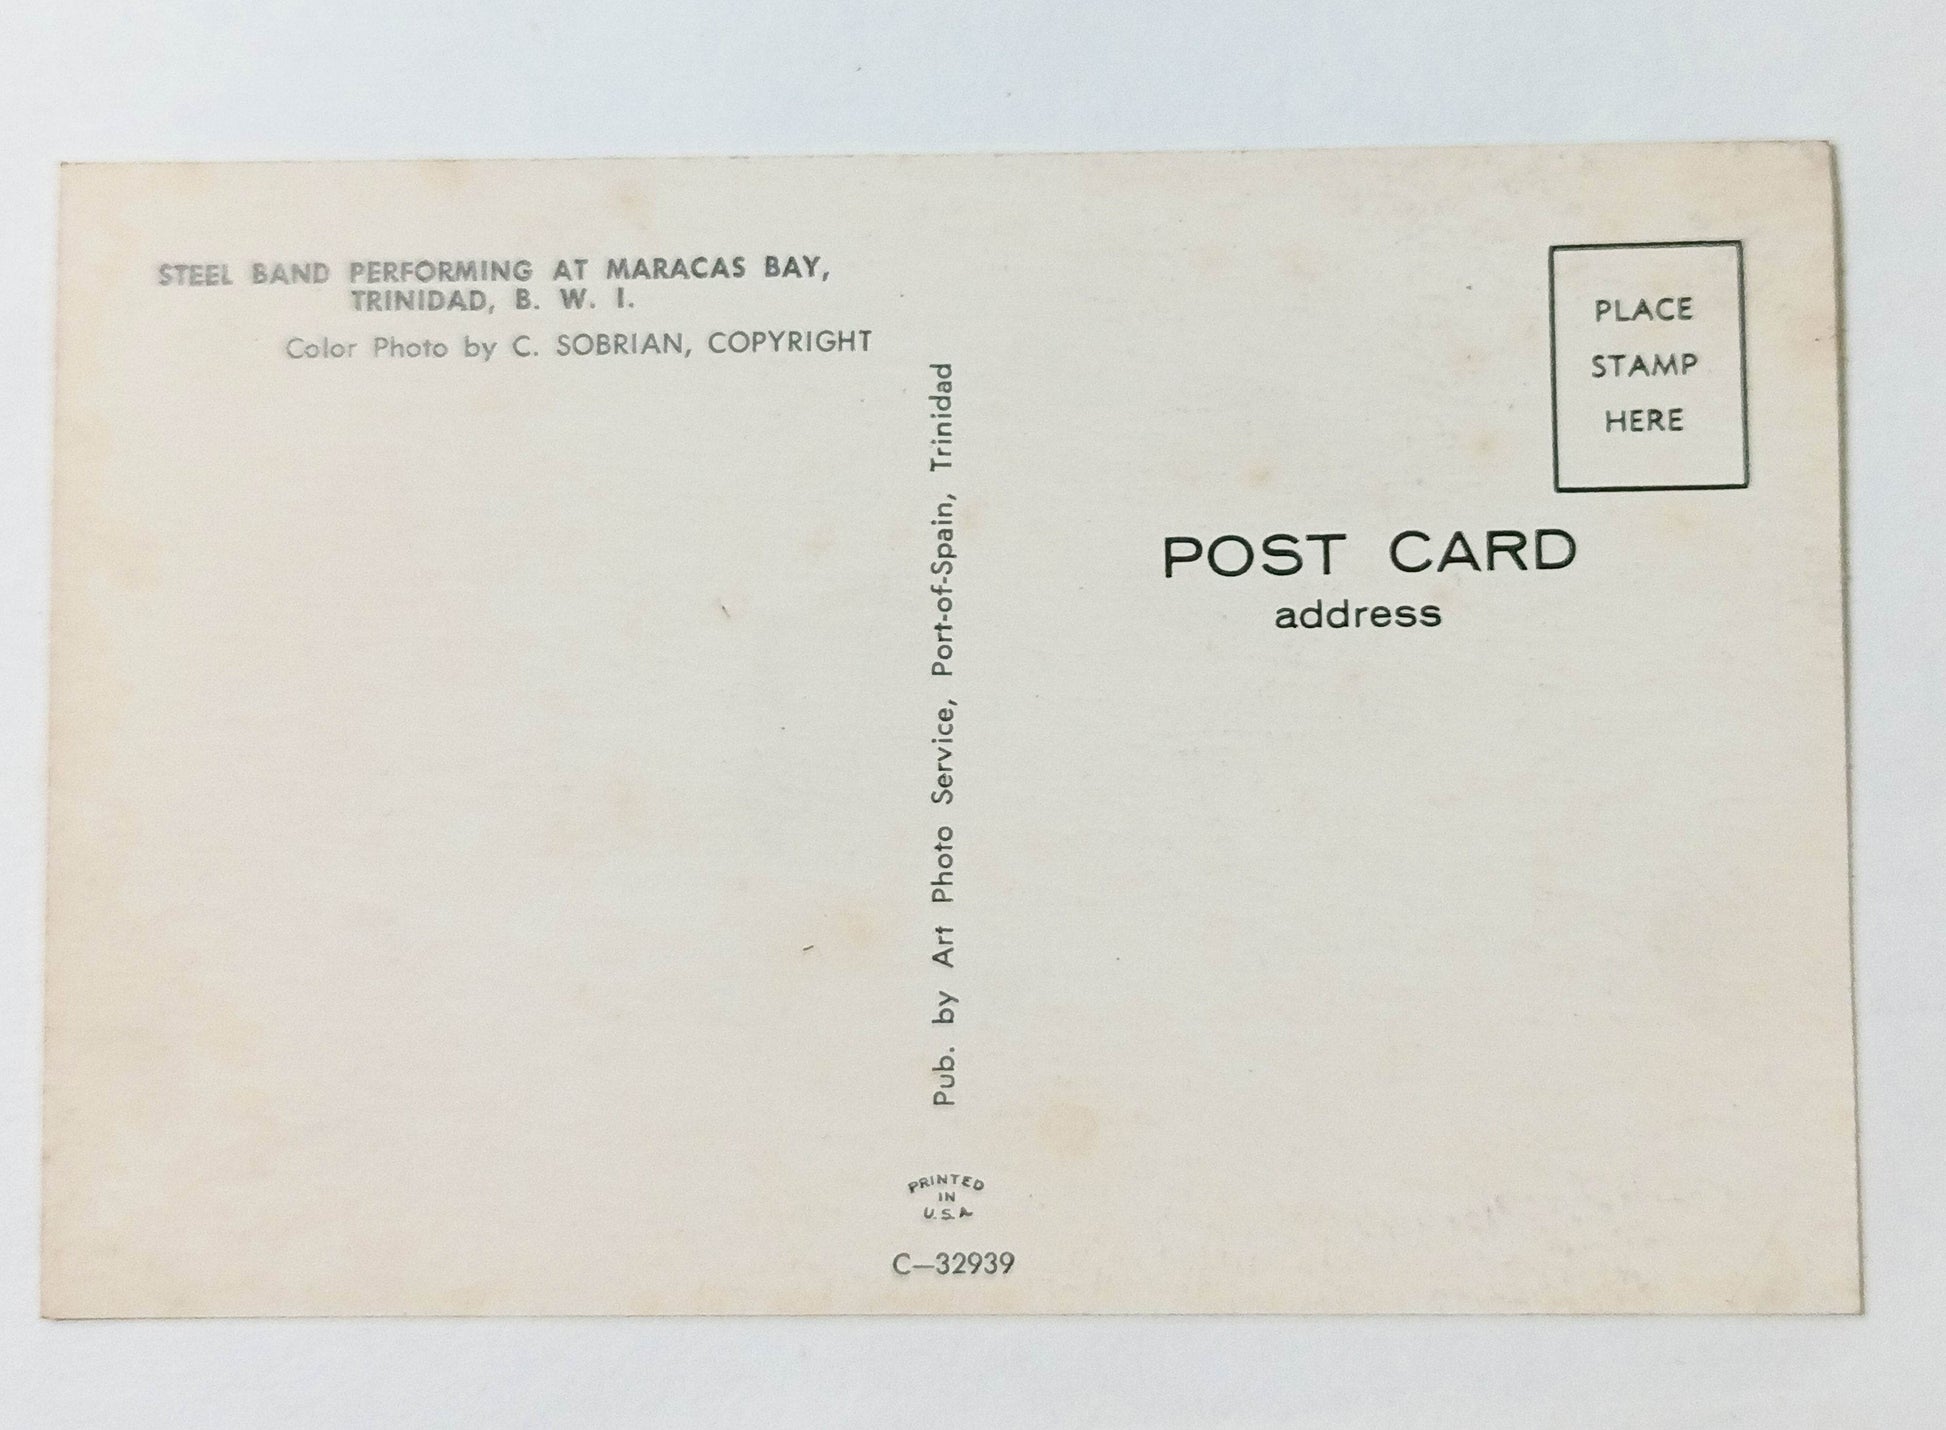 STEEL BAND PERFORMING AT MARACAS BAY,
TRINIDAD, B. W. I.
Color Photo by C. SOBRIAN, COPYRIGHT
Pub. by Art Photo Service, Port-of-Spain, Trinidad
PRINTED
IN
U.S.A
C—32939
PLACE
STAMP
HERE
POST CARD
address